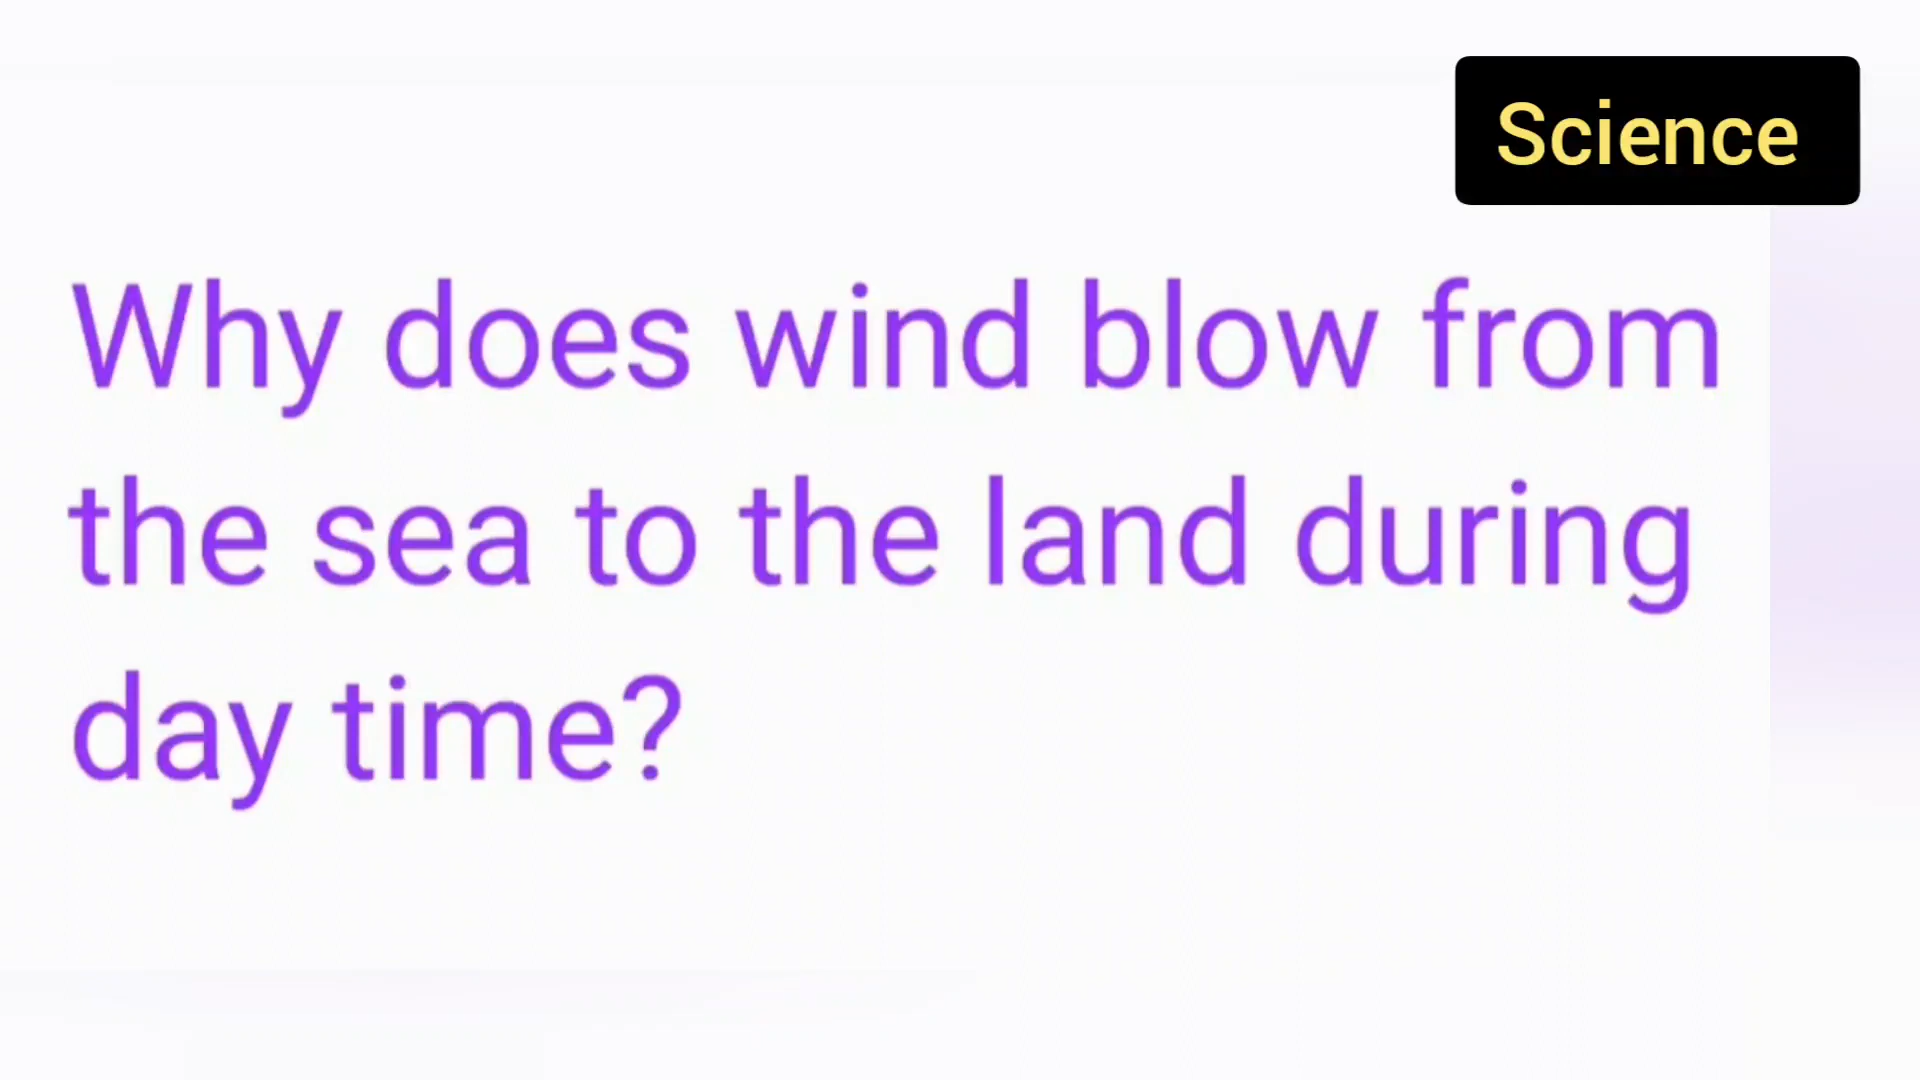 Science
Why does wind blow from
the sea to the land during
day time?